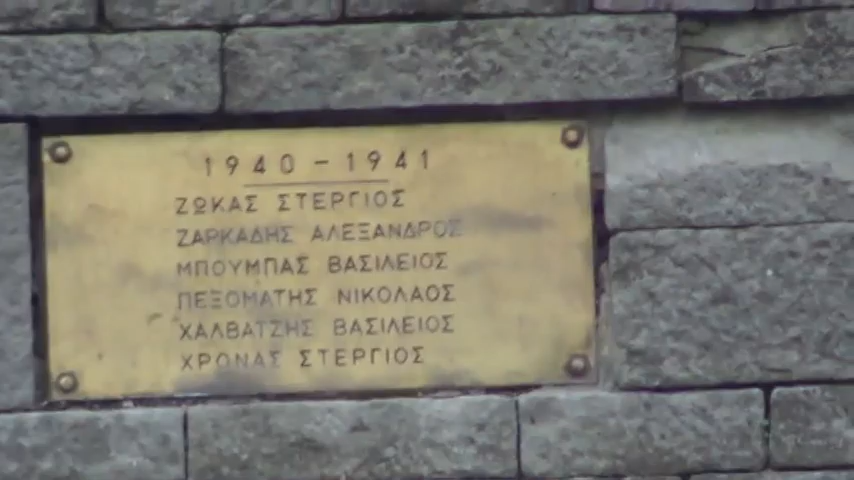 1940 - 1941
ΖΩΚΑΣ ΣΤΕΡΓΙΟΣ
ΖΑΡΚΑΔΗΣ ΑΛΕΞΑΝΔΡΟΣ
ΜΠΟΥΜΠΑΣ ΒΑΣΙΛΕΙΟΣ
ΠΕΞΟΜΑΤΗΣ ΝΙΚΟΛΑΟΣ
ΧΑΛΒΑΤΖΗΣ ΒΑΣΙΛΕΙΟΣ
ΧΡΟΝΑΣ ΣΤΕΡΓΙΟΣ